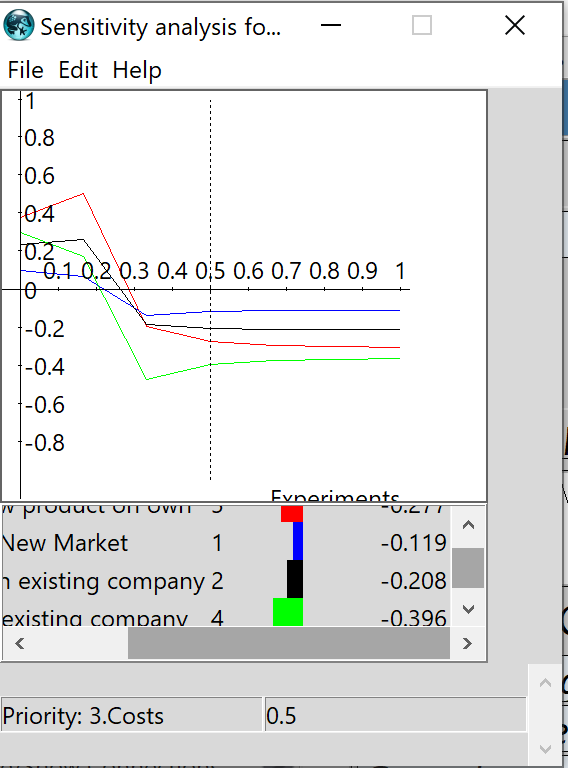 Sensitivity analysis fo...
File Edit Help
1
0.8
0.6
0.4
0.2
0 0.1 0.2 0.3 0.4 0.5 0.6 0.7 0.8 0.9 1
-0.2
-0.4
-0.6
-0.8
Experiments
product on own 3 -0.277
New Market 1 -0.119
existing company 2 -0.208
existing company 4 -0.396
Priority: 3.Costs 0.5